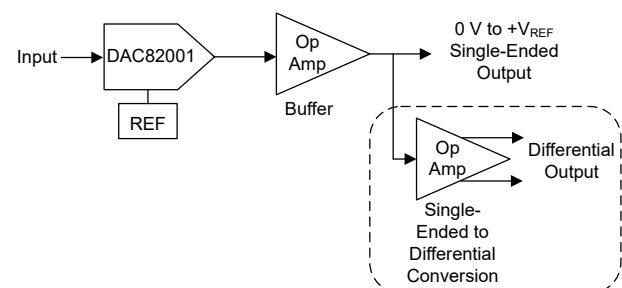 Input
DAC82001
REF
Op
Amp
Buffer
0 V to +VREF
Single-Ended
Output
Op
Amp
Differential
Output
Single-
Ended to
Differential
Conversion